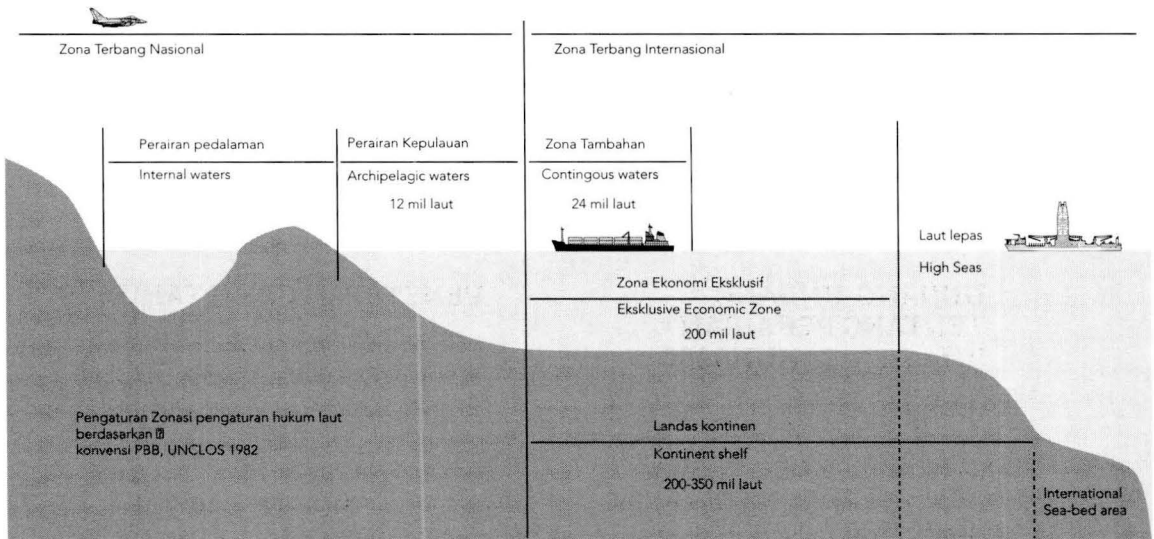 Zona Terbang Nasional
Zona Terbang Internasional
Perairan pedalaman
Internal waters
Perairan Kepulauan
Archipelagic waters
12 mil laut
Zona Tambahan
Contingous waters
24 mil laut
Laut lepas
High Seas
Zona Ekonomi Eksklusif
Eksklusive Economic Zone
200 mil laut
Pengaturan Zonasi pengaturan hukum laut
berdasarkan
konvensi PBB, UNCLOS 1982
Landas kontinen
Kontinent shelf
200-350 mil laut
International
Sea-bed area